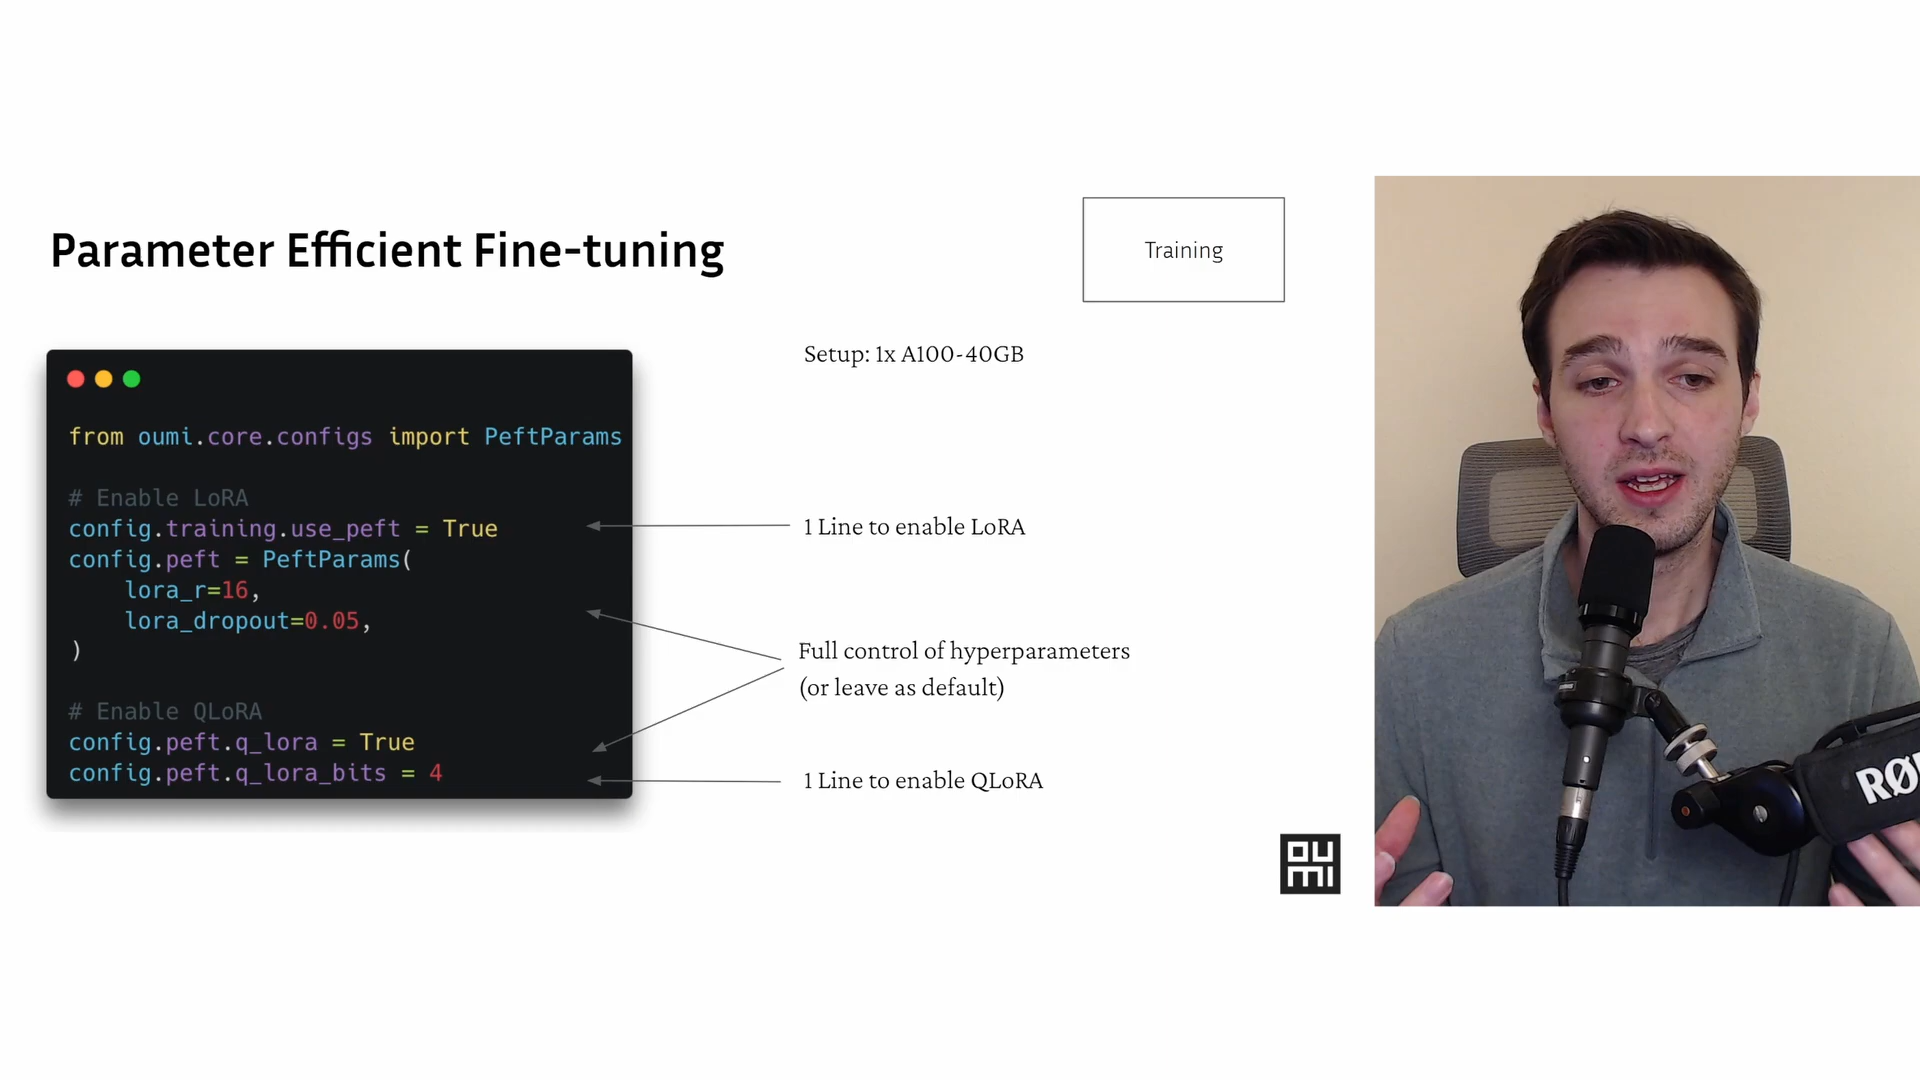 Parameter Efficient Fine-tuning
Training
Setup: 1x A100-40GB
from oumi.core.configs import PeftParams
# Enable LoRA
config.training.use_peft = True
config.peft = PeftParams(
    lora_r=16,
    lora_dropout=0.05,
)
# Enable QLoRA
config.peft.q_lora = True
config.peft.q_lora_bits = 4
1 Line to enable LoRA
Full control of hyperparameters
(or leave as default)
1 Line to enable QLoRA
OUMI